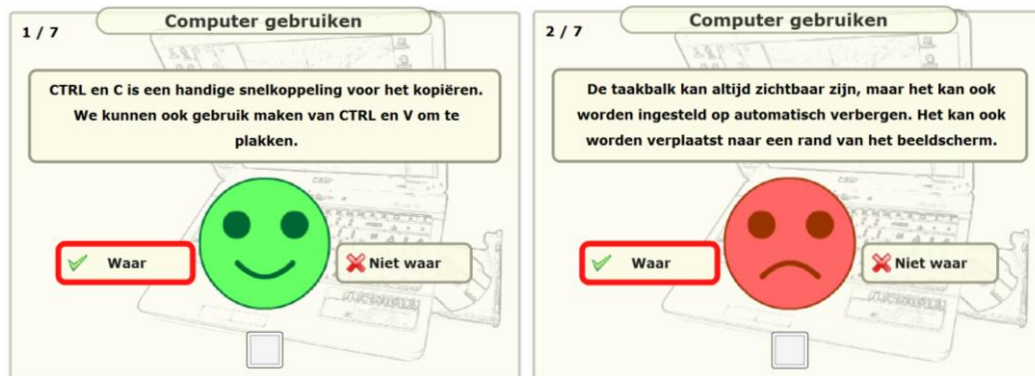 Computer gebruiken
1 / 7
CTRL en C is een handige snelkoppeling voor het kopiëren.
We kunnen ook gebruik maken van CTRL en V om te
plakken.
Waar
Niet waar
Computer gebruiken
2 / 7
De taakbalk kan altijd zichtbaar zijn, maar het kan ook
worden ingesteld op automatisch verbergen. Het kan ook
worden verplaatst naar een rand van het beeldscherm.
Waar
Niet waar